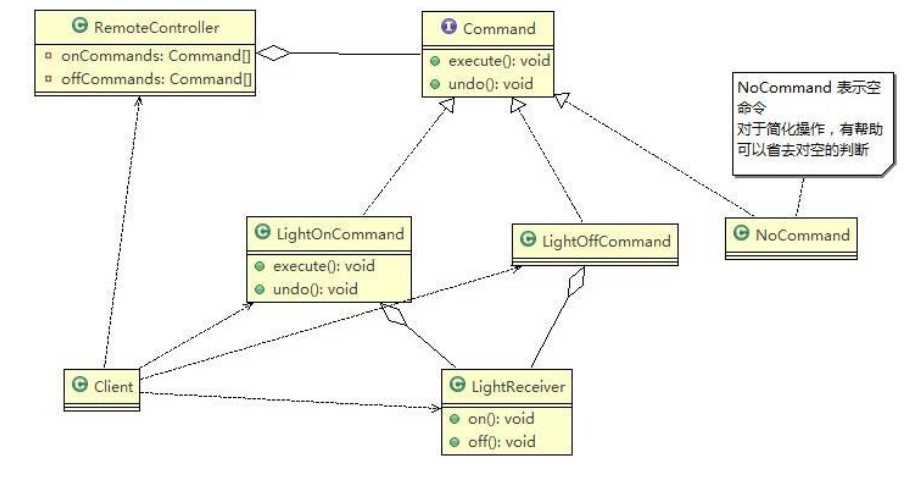 RemoteController
onCommands: Command[]
offCommands: Command[]
Command
execute(): void
undo(): void
NoCommand 表示空
命令
对于简化操作，有帮助
可以省去对空的判断
LightOnCommand
execute(): void
undo(): void
LightOffCommand
NoCommand
Client
LightReceiver
on(): void
off(): void